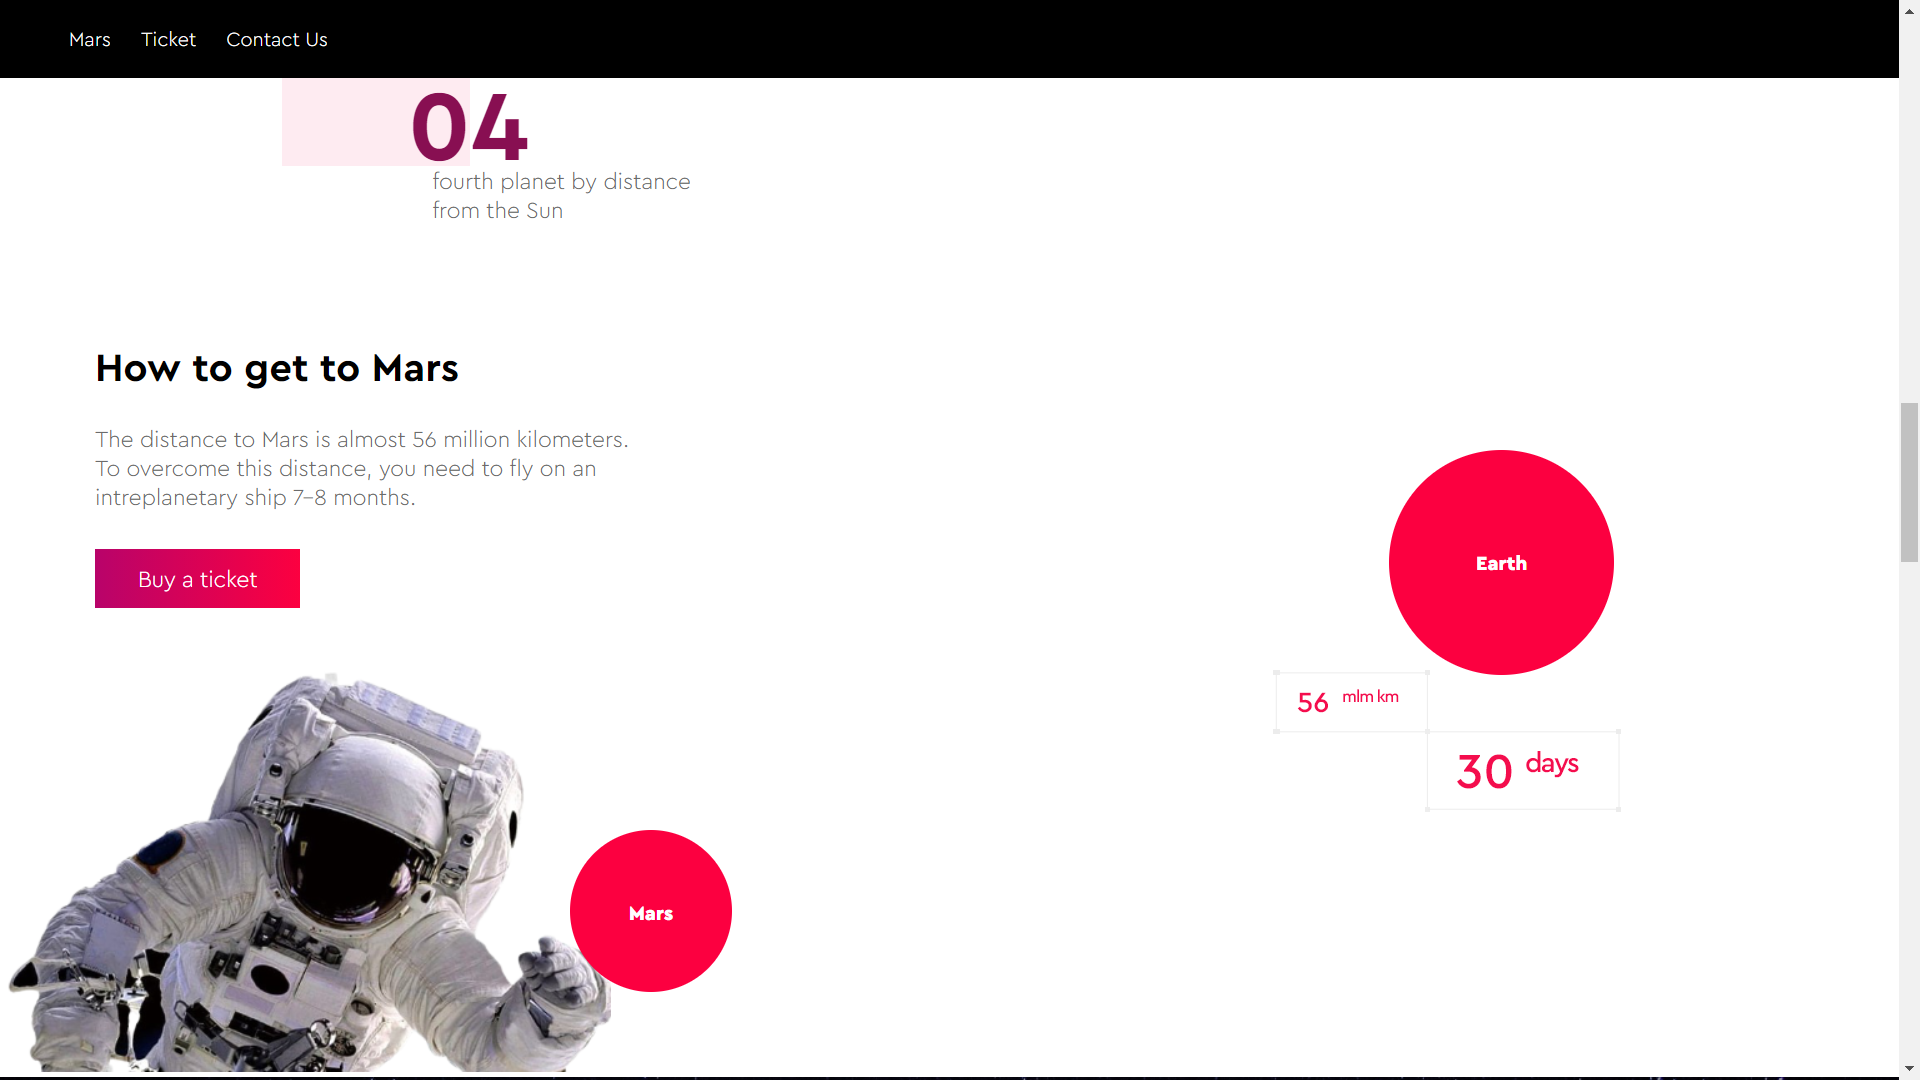 Mars Ticket Contact Us
04
fourth planet by distance
from the Sun
How to get to Mars
The distance to Mars is almost 56 million kilometers.
To overcome this distance, you need to fly on an
intreplanetary ship 7–8 months.
Buy a ticket
Earth
56 mlm km
30 days
Mars